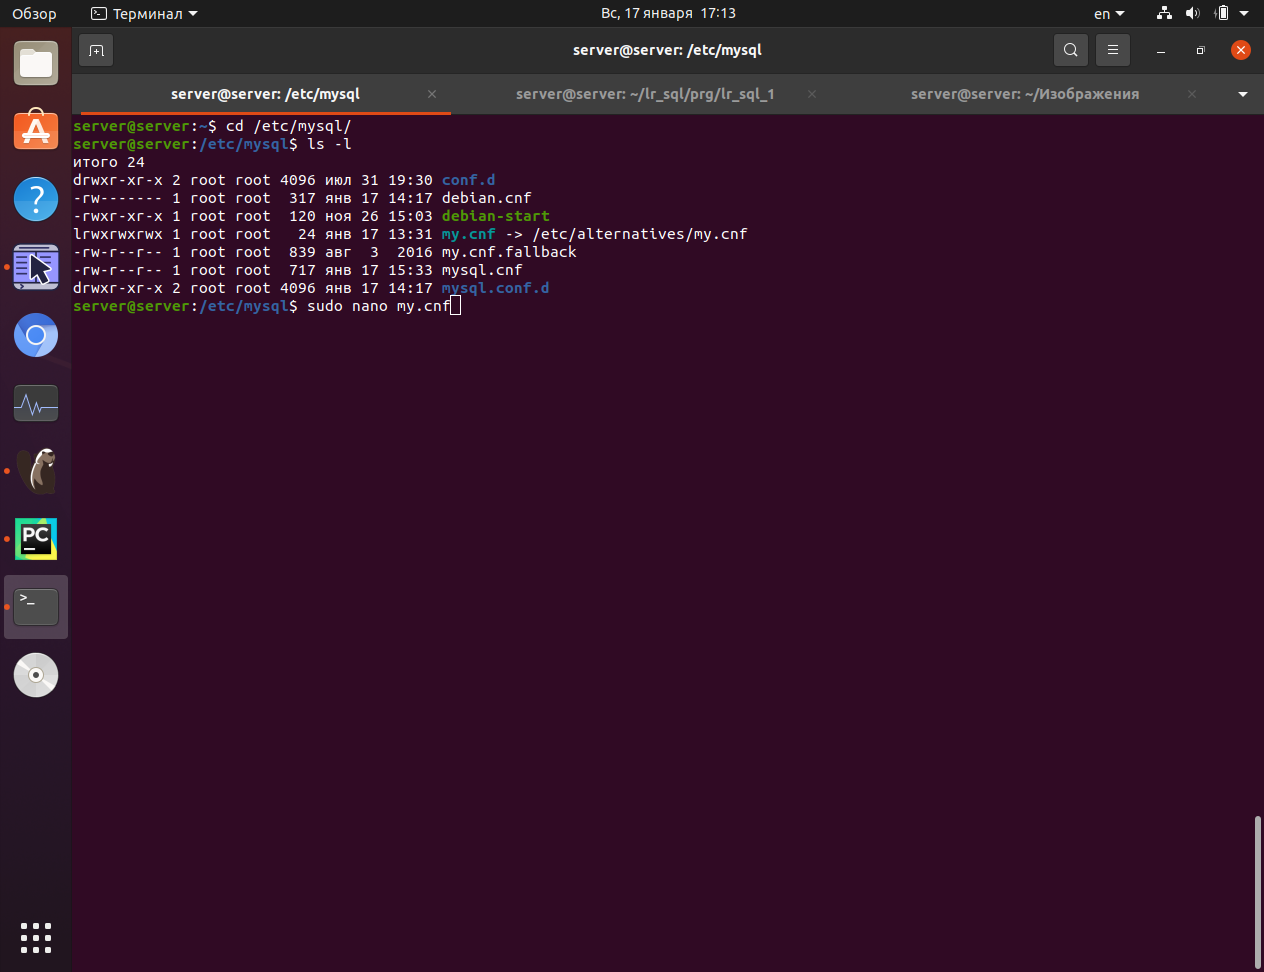 Обзор Терминал Вс, 17 января 17:13 en
server@server: /etc/mysql
server@server: /etc/mysql server@server: ~/lr_sql/prg/lr_sql_1 server@server: ~/Изображения
server@server:~$ cd /etc/mysql/
server@server:/etc/mysql$ ls -l
итого 24
drwxr-xr-x 2 root root 4096 июл 31 19:30 conf.d
-rw------- 1 root root  317 янв 17 14:17 debian.cnf
-rwxr-xr-x 1 root root  120 ноя 26 15:03 debian-start
lrwxrwxrwx 1 root root   24 янв 17 13:31 my.cnf -> /etc/alternatives/my.cnf
-rw-r--r-- 1 root root  839 авг  3  2016 my.cnf.fallback
-rw-r--r-- 1 root root  717 янв 17 15:33 mysql.cnf
drwxr-xr-x 2 root root 4096 янв 17 14:17 mysql.conf.d
server@server:/etc/mysql$ sudo nano my.cnf
?
PC
>_